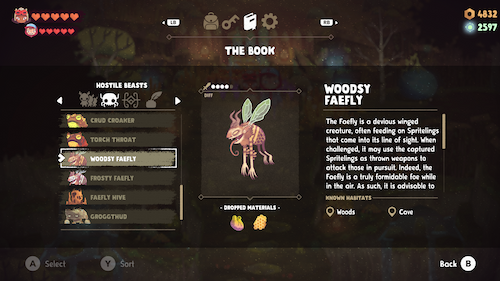 LB
RB
4832
2597
THE BOOK
HOSTILE BEASTS
CRUD CROAKER
TORCH THROAT
WOODSY FAEFLY
FROSTY FAEFLY
FAEFLY HIVE
GROGGTHUD
DIFF
- DROPPED MATERIALS -
WOODSY
FAEFLY
The Faefly is a devious winged
creature, often feeding on Spritelings
that come into its line of sight. When
challenged, it may use the captured
Spritelings as thrown weapons to
attack those in pursuit. Indeed, the
Faefly is a truly formidable foe while
in the air. As such, it is advisable to
KNOWN HABITATS
Woods Cave
A Select Y Sort Back B